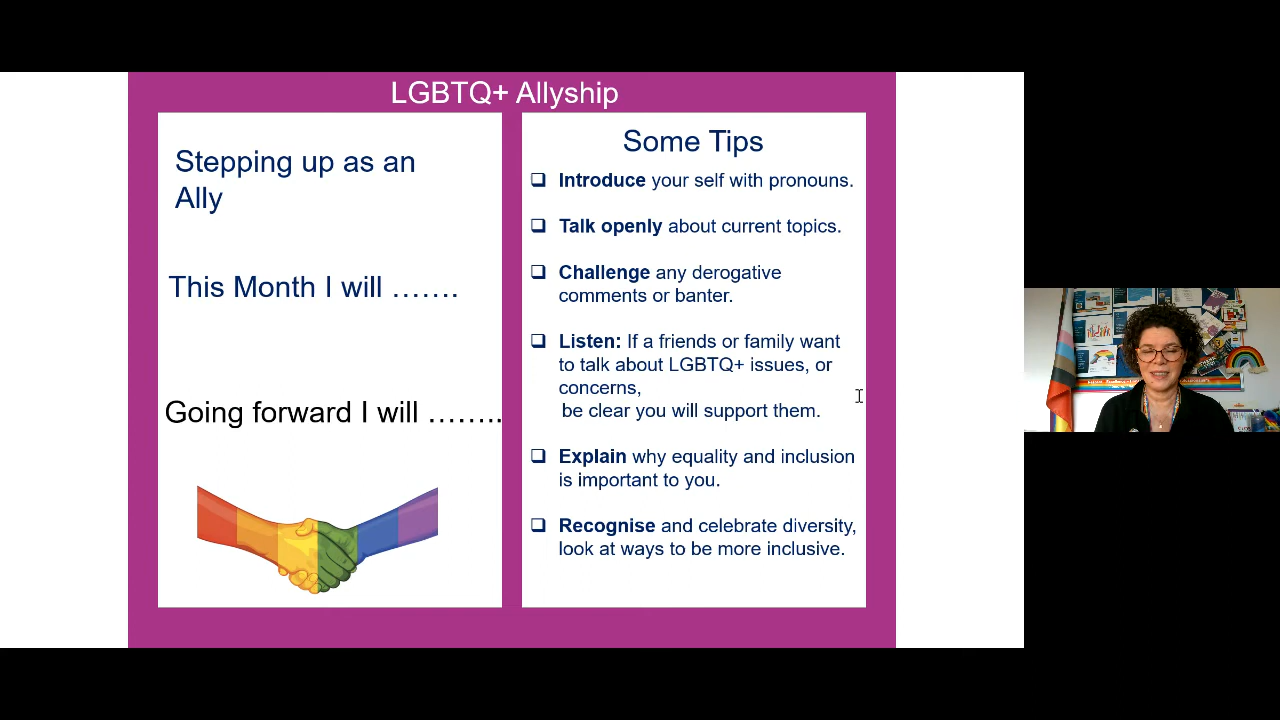 LGBTQ+ Allyship
Stepping up as an
Ally
This Month I will …….
Going forward I will ……..
Some Tips
❑ Introduce your self with pronouns.
❑ Talk openly about current topics.
❑ Challenge any derogative
comments or banter.
❑ Listen: If a friends or family want
to talk about LGBTQ+ issues, or
concerns,
be clear you will support them.
❑ Explain why equality and inclusion
is important to you.
❑ Recognise and celebrate diversity,
look at ways to be more inclusive.